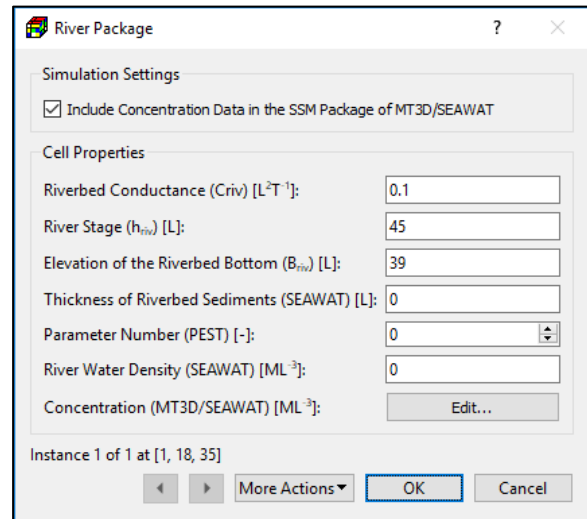 River Package
?
Simulation Settings
Include Concentration Data in the SSM Package of MT3D/SEAWAT
Cell Properties
Riverbed Conductance (Criv) [L²T⁻¹]: 0.1
River Stage (hᵣᵢᵥ) [L]: 45
Elevation of the Riverbed Bottom (Bᵣᵢᵥ) [L]: 39
Thickness of Riverbed Sediments (SEAWAT) [L]: 0
Parameter Number (PEST) [-]: 0
River Water Density (SEAWAT) [ML⁻³]: 0
Concentration (MT3D/SEAWAT) [ML⁻³]: Edit...
Instance 1 of 1 at [1, 18, 35]
More Actions OK Cancel